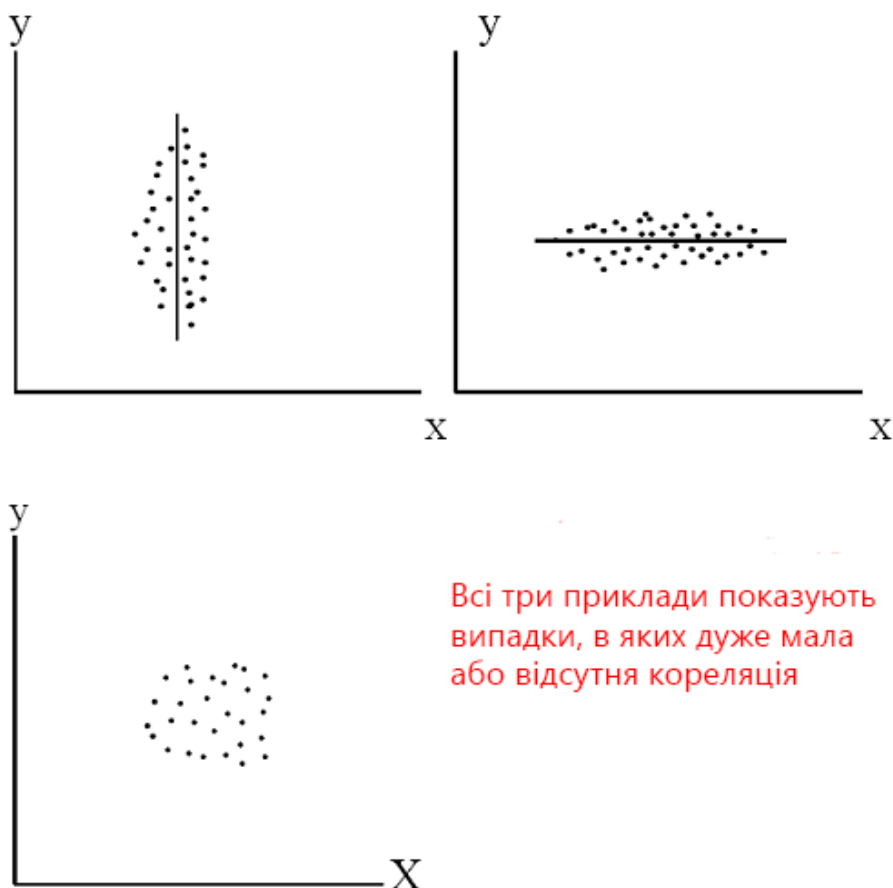 y
y
x
x
y
Всі три приклади показують
випадки, в яких дуже мала
або відсутня кореляція
X